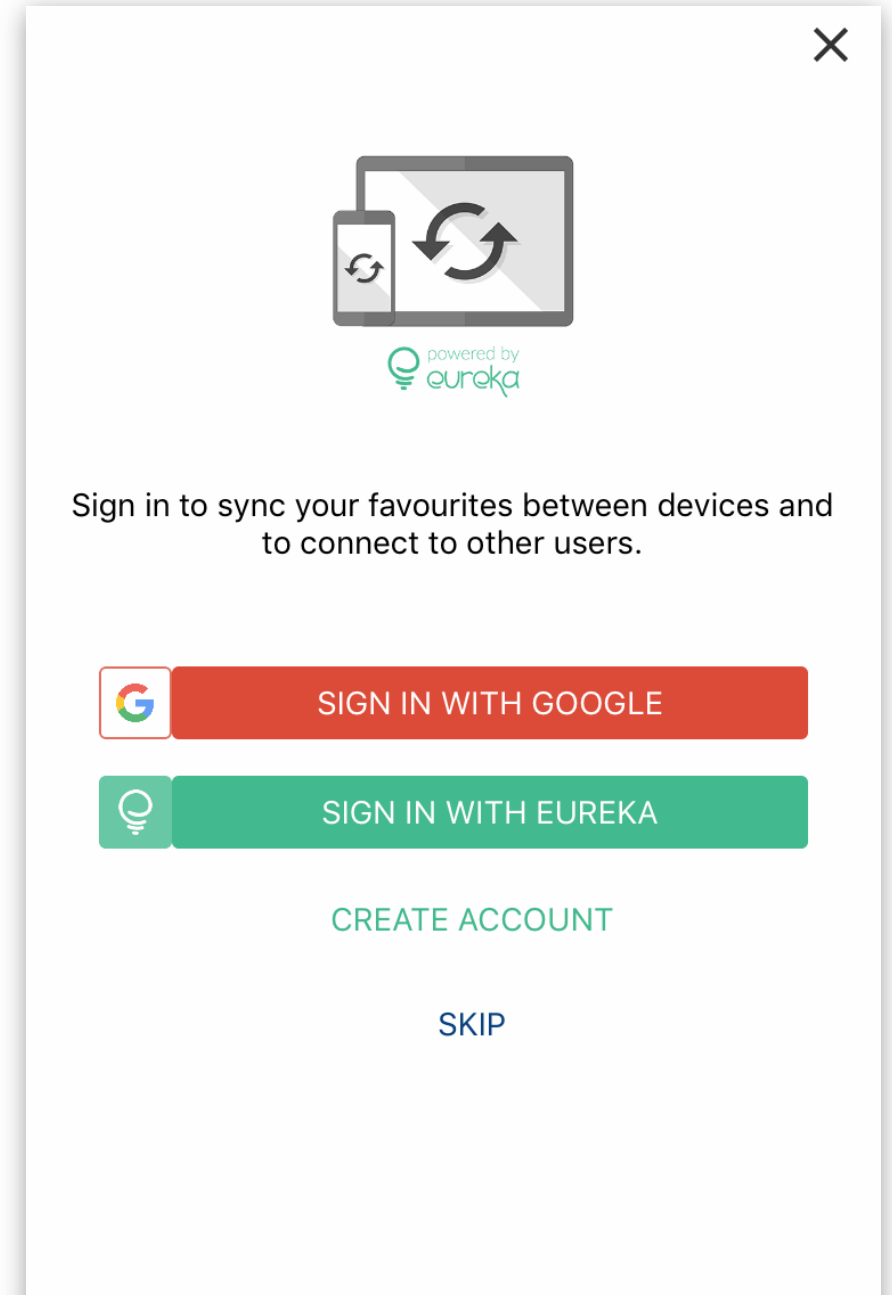 powered by
eureka
Sign in to sync your favourites between devices and
to connect to other users.
SIGN IN WITH GOOGLE
SIGN IN WITH EUREKA
CREATE ACCOUNT
SKIP